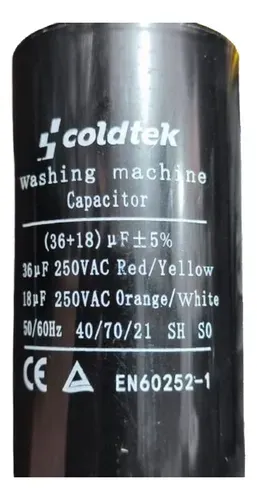 coldtek
washing machine
Capacitor
(36+18) μF±5%
36μF 250VAC Red/Yellow
18μF 250VAC Orange/White
50/60Hz 40/70/21 SH S0
CE EN60252-1